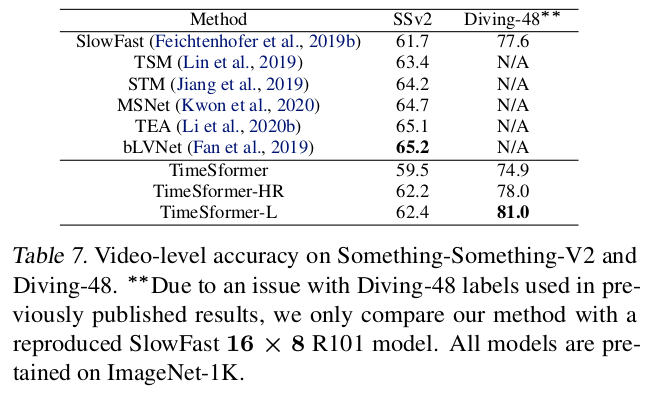 Method SSv2 Diving-48**
SlowFast (Feichtenhofer et al., 2019b) 61.7 77.6
TSM (Lin et al., 2019) 63.4 N/A
STM (Jiang et al., 2019) 64.2 N/A
MSNet (Kwon et al., 2020) 64.7 N/A
TEA (Li et al., 2020b) 65.1 N/A
bLVNet (Fan et al., 2019) 65.2 N/A
TimeSformer 59.5 74.9
TimeSformer-HR 62.2 78.0
TimeSformer-L 62.4 81.0
Table 7. Video-level accuracy on Something-Something-V2 and
Diving-48. **Due to an issue with Diving-48 labels used in pre-
viously published results, we only compare our method with a
reproduced SlowFast 16 × 8 R101 model. All models are pre-
tained on ImageNet-1K.